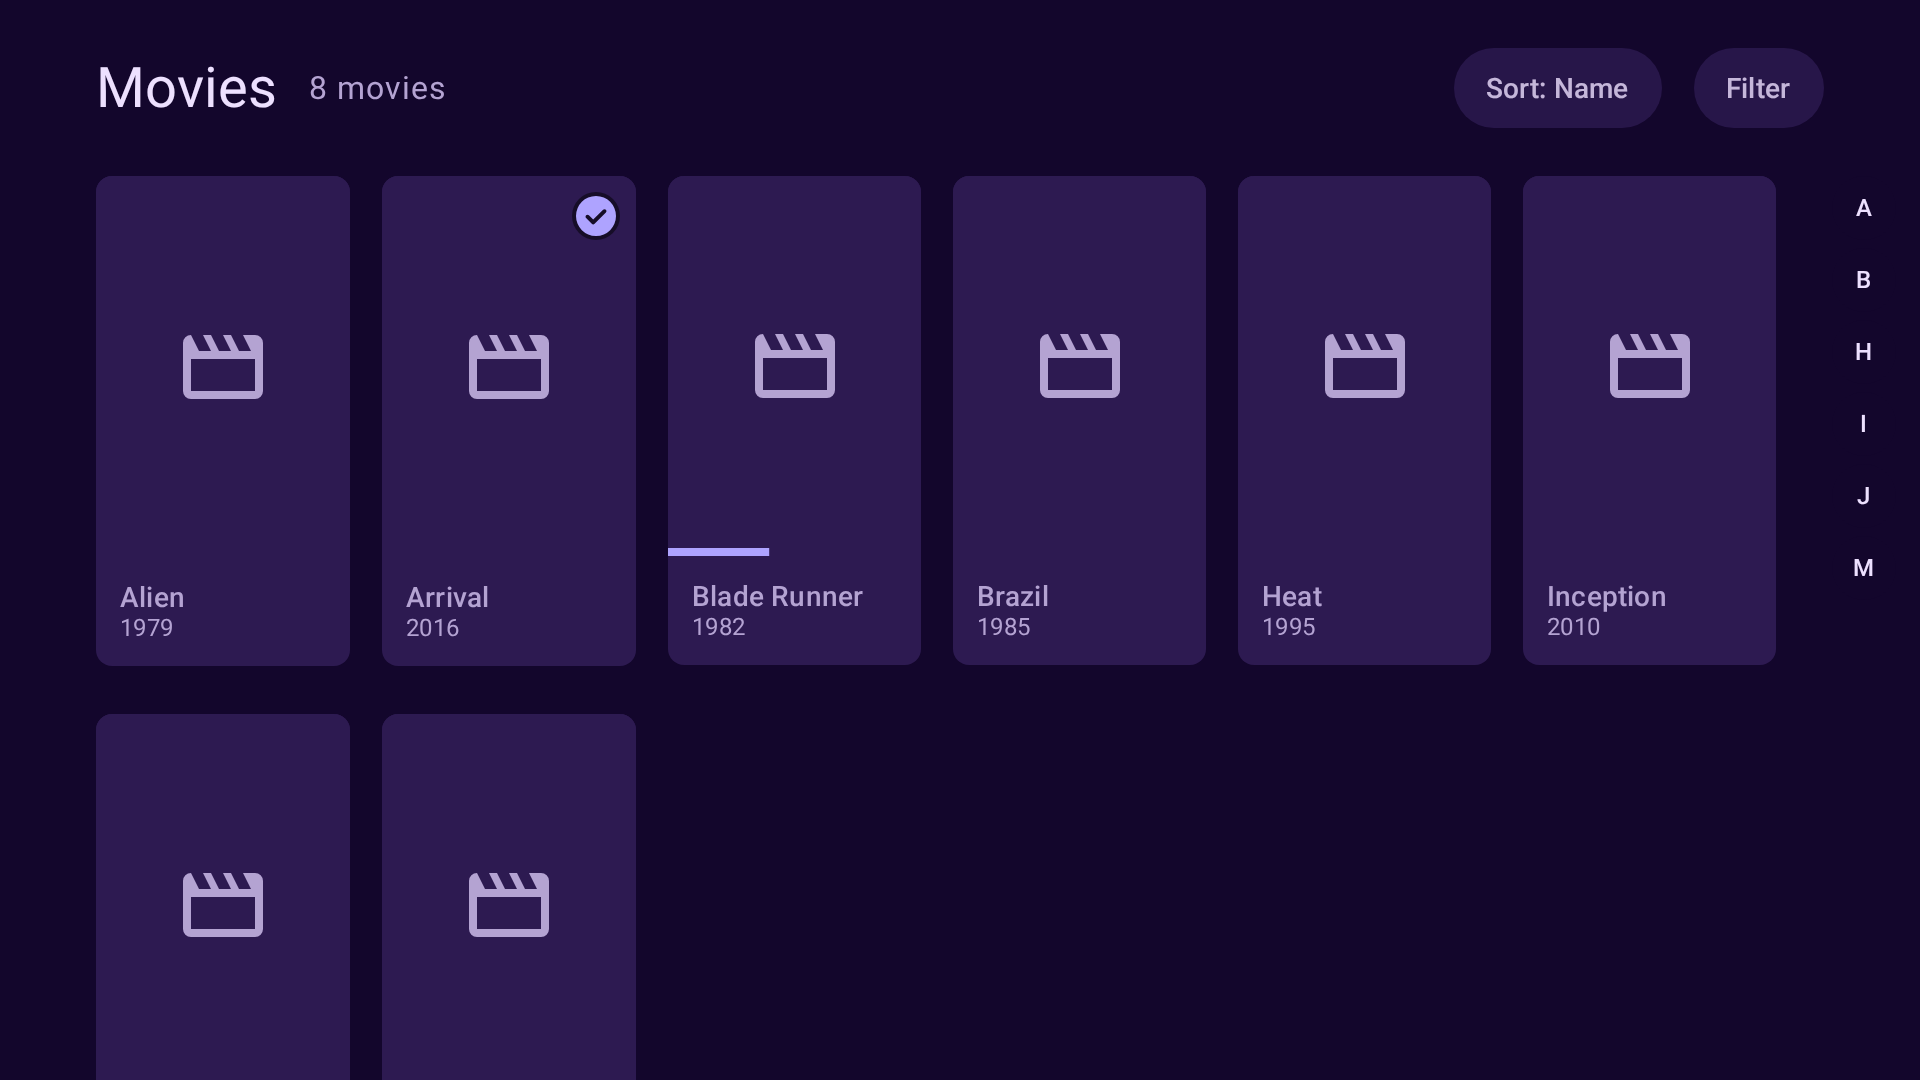 Movies
8 movies
Sort: Name
Filter
Alien
1979
Arrival
2016
Blade Runner
1982
Brazil
1985
Heat
1995
Inception
2010
A
B
H
I
J
M